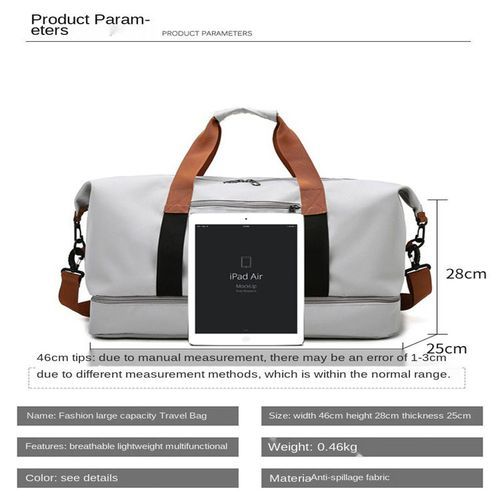 Product Param-
eters
PRODUCT PARAMETERS
iPad Air
MockUp
28cm
25cm
46cm tips: due to manual measurement, there may be an error of 1-3cm
due to different measurement methods, which is within the normal range.
Name: Fashion large capacity Travel Bag
Size: width 46cm height 28cm thickness 25cm
Features: breathable lightweight multifunctional
Weight: 0.46kg
Color: see details
Materia Anti-spillage fabric